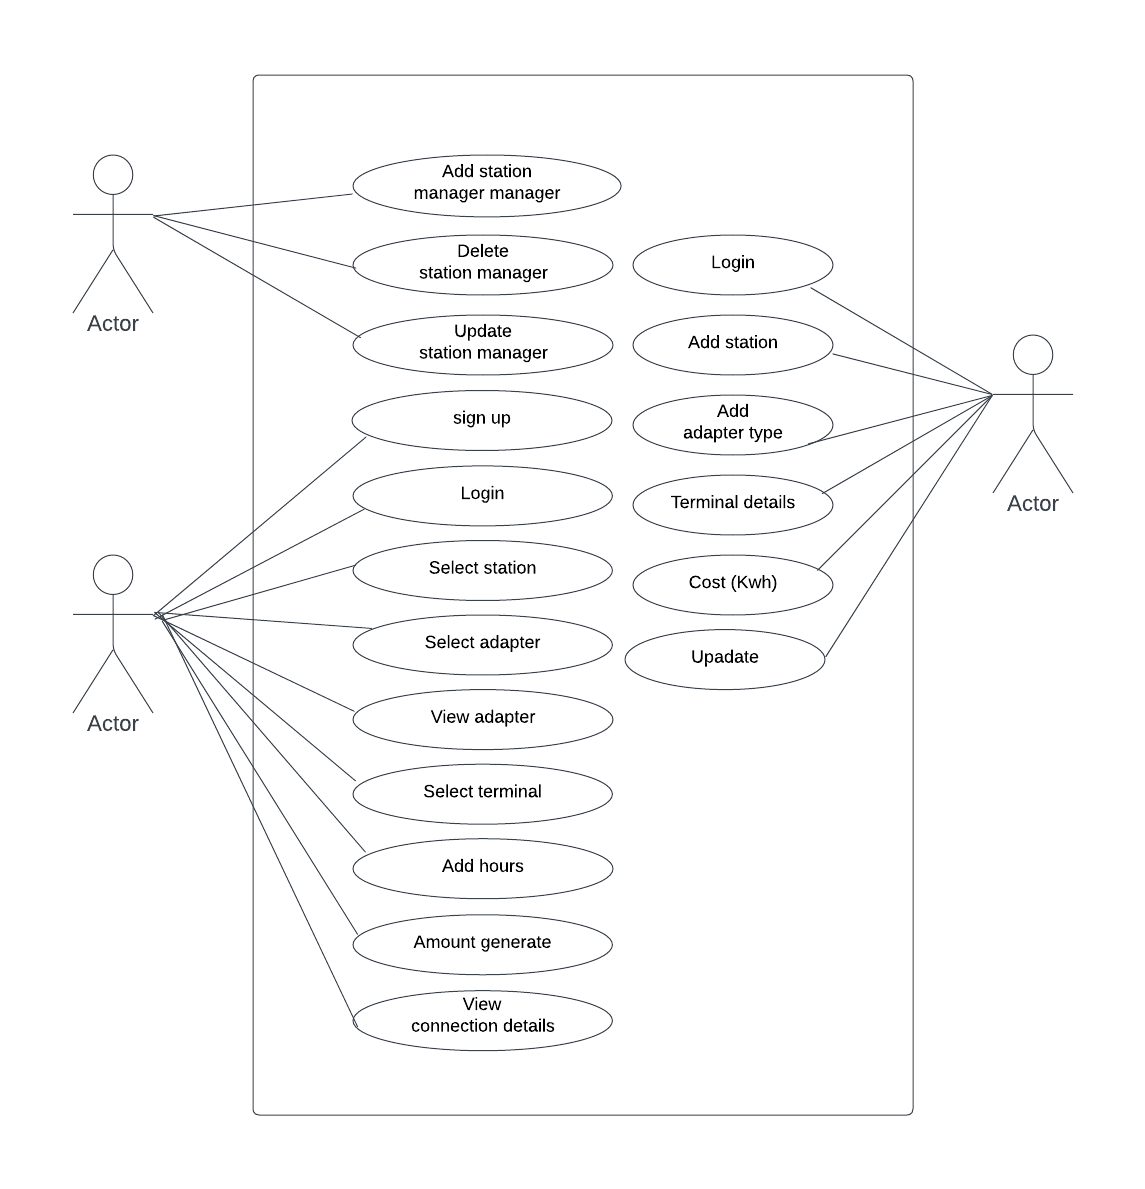 Actor
Add station
manager manager
Delete
station manager
Update
station manager
sign up
Login
Select station
Select adapter
View adapter
Select terminal
Add hours
Amount generate
View
connection details
Actor
Login
Add station
Add
adapter type
Terminal details
Cost (Kwh)
Upadate
Actor